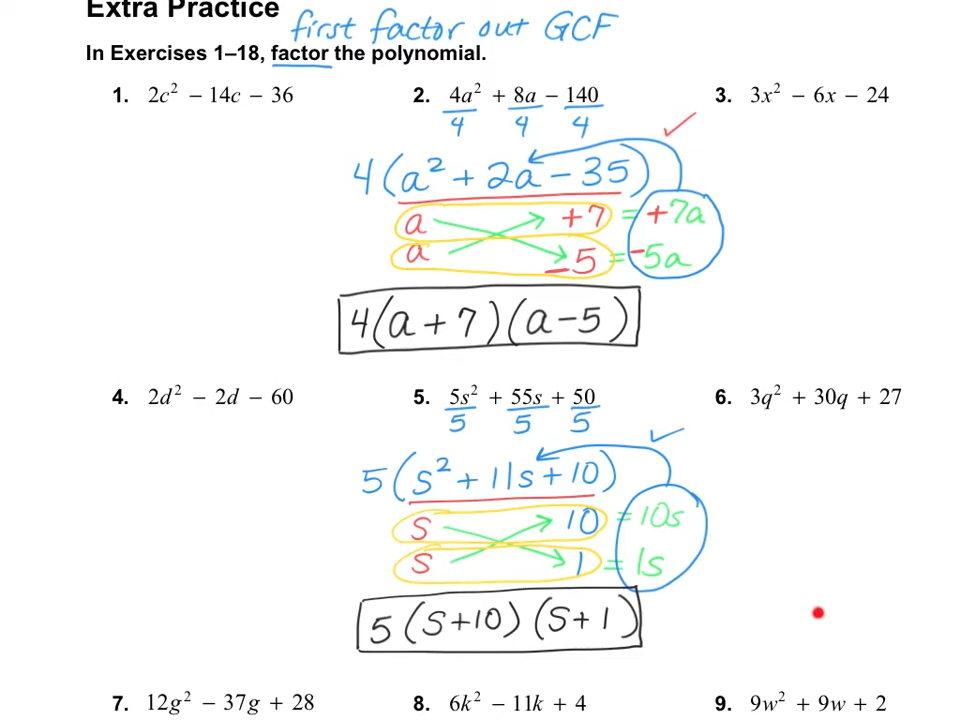 Extra Practice
first factor out GCF
In Exercises 1–18, factor the polynomial.
1. 2c² − 14c − 36
2. 4a² + 8a − 140
4 4 4
3. 3x² − 6x − 24
4(a² + 2a − 35)
a +7 = +7a
a −5 = −5a
4(a+7)(a−5)
4. 2d² − 2d − 60
5. 5s² + 55s + 50
5 5 5
6. 3q² + 30q + 27
5(s² + 11s + 10)
s 10 = 10s
s 1 = 1s
5(s+10)(s+1)
7. 12g² − 37g + 28
8. 6k² − 11k + 4
9. 9w² + 9w + 2